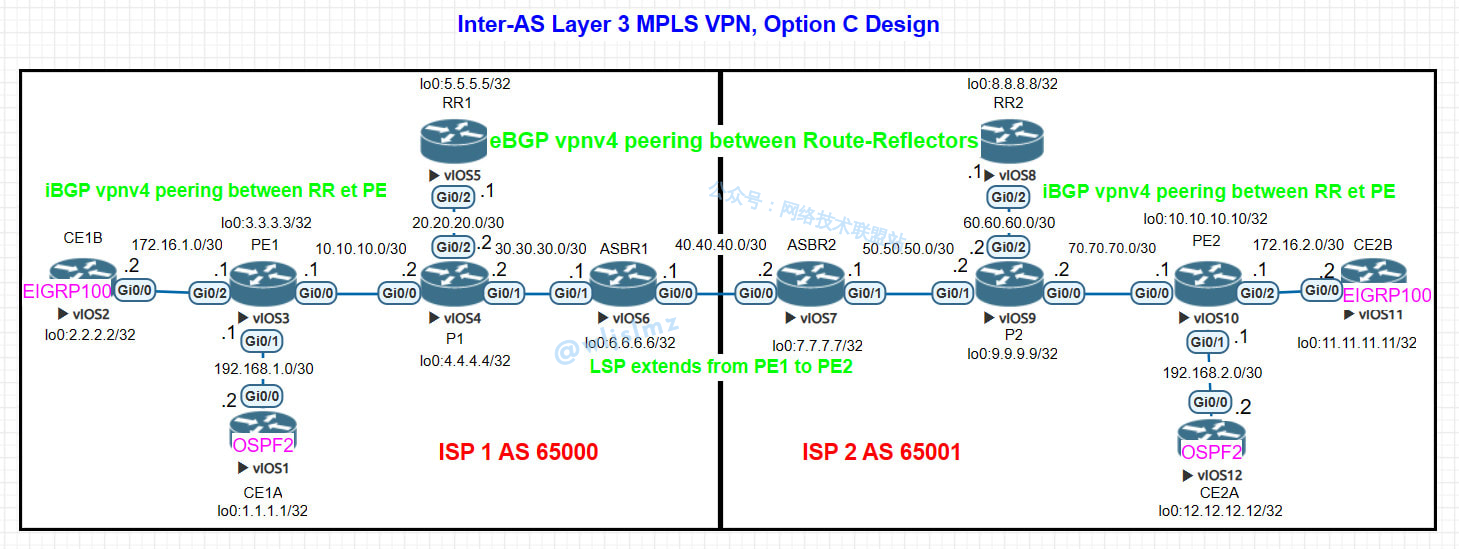 Inter-AS Layer 3 MPLS VPN, Option C Design
lo0:5.5.5.5/32
RR1
vIOS5
.1
Gi0/2
20.20.20.0/30
Gi0/2
.2
eBGP vpnv4 peering between Route-Reflectors
lo0:8.8.8.8/32
RR2
.1
vIOS8
Gi0/2
60.60.60.0/30
Gi0/2
.2
iBGP vpnv4 peering between RR et PE
iBGP vpnv4 peering between RR et PE
CE1B
172.16.1.0/30
EIGRP100
.2
Gi0/0
vIOS2
lo0:2.2.2.2/32
lo0:3.3.3.3/32
PE1
.1
Gi0/2
.1
Gi0/0
vIOS3
.1
Gi0/1
192.168.1.0/30
.2
Gi0/0
OSPF2
vIOS1
CE1A
lo0:1.1.1.1/32
10.10.10.0/30
.2
Gi0/0
.2
Gi0/1
vIOS4
P1
lo0:4.4.4.4/32
30.30.30.0/30
ASBR1
.1
Gi0/1
.1
Gi0/0
vIOS6
lo0:6.6.6.6/32
40.40.40.0/30
ASBR2
.2
Gi0/0
.1
Gi0/1
vIOS7
lo0:7.7.7.7/32
50.50.50.0/30
.2
Gi0/1
.2
Gi0/0
vIOS9
P2
lo0:9.9.9.9/32
70.70.70.0/30
lo0:10.10.10.10/32
PE2
.1
Gi0/0
.1
Gi0/2
vIOS10
.1
Gi0/1
192.168.2.0/30
Gi0/0
.2
OSPF2
vIOS12
CE2A
lo0:12.12.12.12/32
172.16.2.0/30
CE2B
.2
Gi0/0
EIGRP100
vIOS11
lo0:11.11.11.11/32
LSP extends from PE1 to PE2
ISP 1 AS 65000
ISP 2 AS 65001
公众号：网络技术联盟站